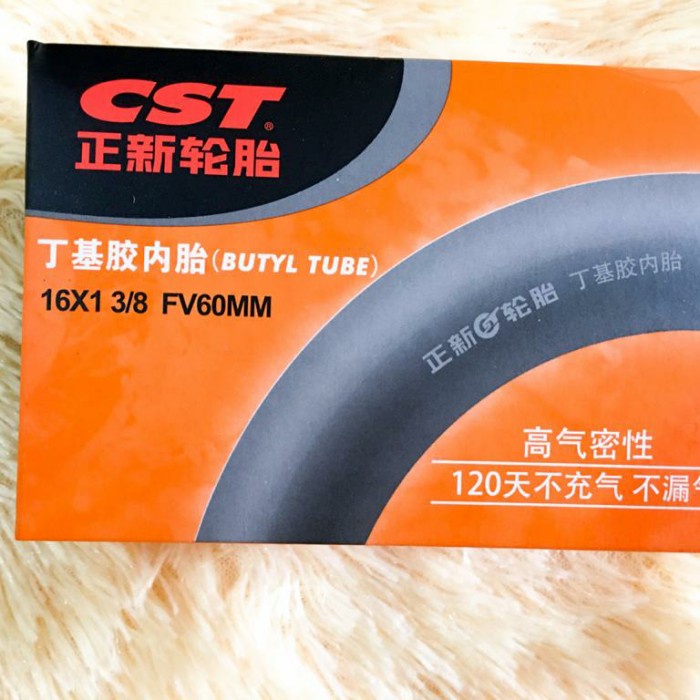 CST®
正新轮胎
丁基胶内胎(BUTYL TUBE)
16X1 3/8 FV60MM
正新 轮胎 丁基胶内胎
高气密性
120天不充气 不漏气